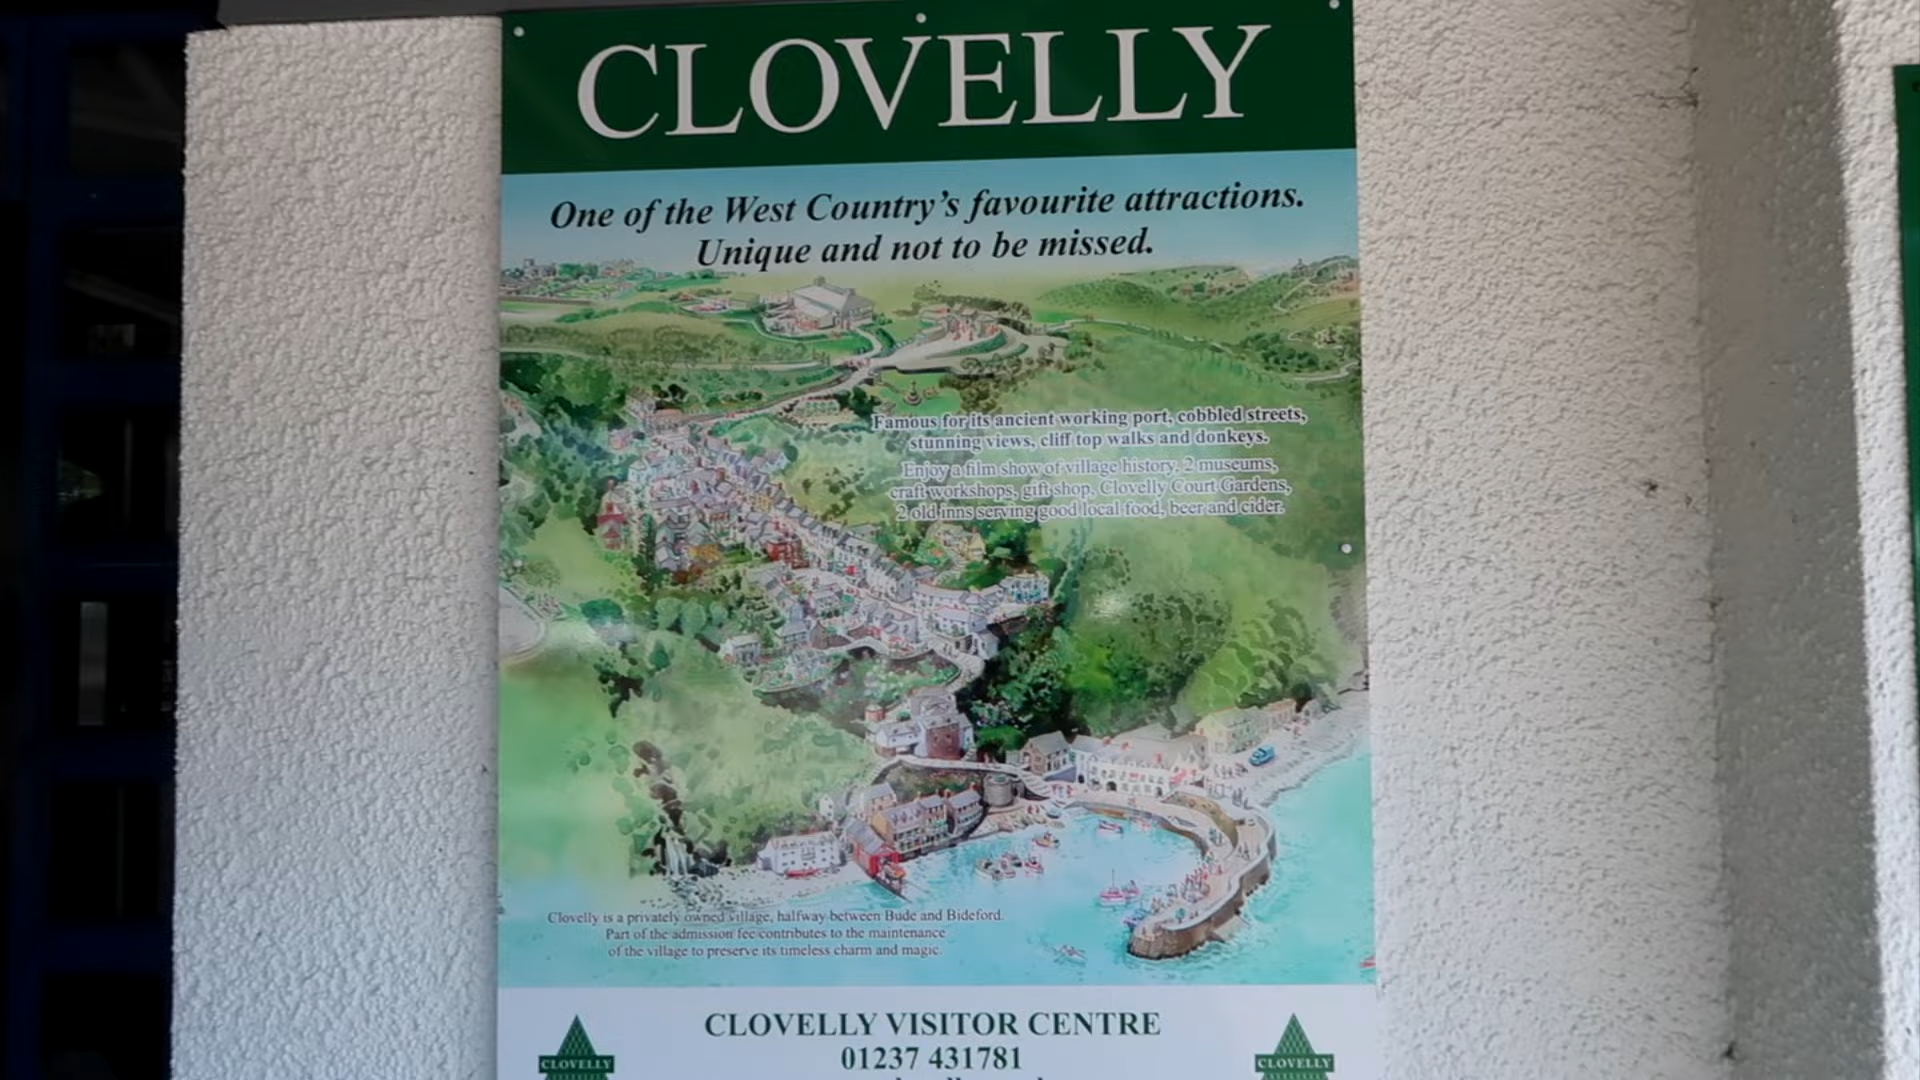 CLOVELLY
One of the West Country's favourite attractions.
Unique and not to be missed.
Famous for its ancient working port, cobbled streets,
stunning views, cliff top walks and donkeys.
Enjoy a film show of village history, 2 museums,
craft workshops, gift shop, Clovelly Court Gardens,
2 old inns serving good local food, beer and cider.
Clovelly is a privately owned village, halfway between Bude and Bideford.
Part of the admission fee contributes to the maintenance
of the village to preserve its timeless charm and magic.
CLOVELLY VISITOR CENTRE
01237 431781
CLOVELLY
CLOVELLY